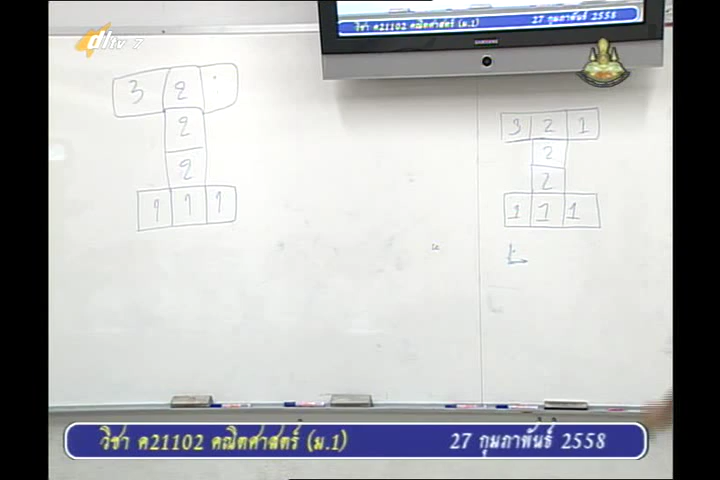 dltv 7
วิชา ค21102 คณิตศาสตร์ (ม.1) 27 กุมภาพันธ์ 2558
SAMSUNG
3 2
2
2
1 1 1
3 2 1
2
2
1 1 1
วิชา ค21102 คณิตศาสตร์ (ม.1) 27 กุมภาพันธ์ 2558